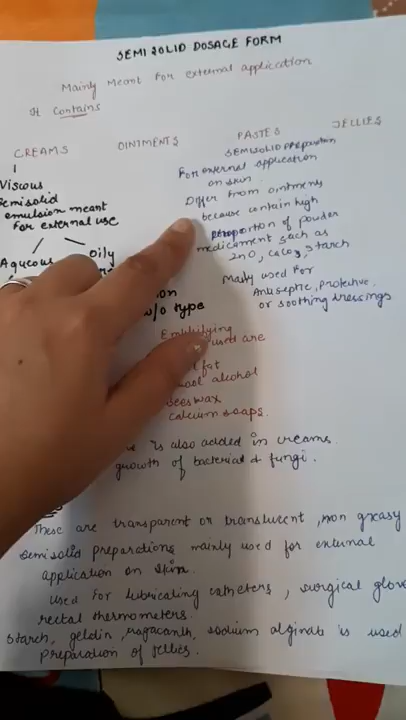 SEMISOLID DOSAGE FORM
Mainly Meant for external application
It Contains
CREAMS OINTMENTS PASTES JELLIES
Viscous
semisolid
emulsion meant
for external use
Aqueous Oily
SEMISOLID PREPARATION
For external application
on skin
Differ from ointments
because contain high
proportion of powder
medicament such as
ZnO, CaCO3, starch
Mainly used for
Antiseptic, protective
or soothing dressings
w/o type
Emulsifying
used are
fat
alcohol
Beeswax
calcium soaps.
is also added in creams.
growth of bacterial & fungi.
These are transparent or translucent, non greasy
semisolid preparations mainly used for external
application on skin.
used for lubricating catheters, surgical glove
rectal thermometers.
starch, geldin, tragacanth, sodium alginate is used
preparation of Jellies.